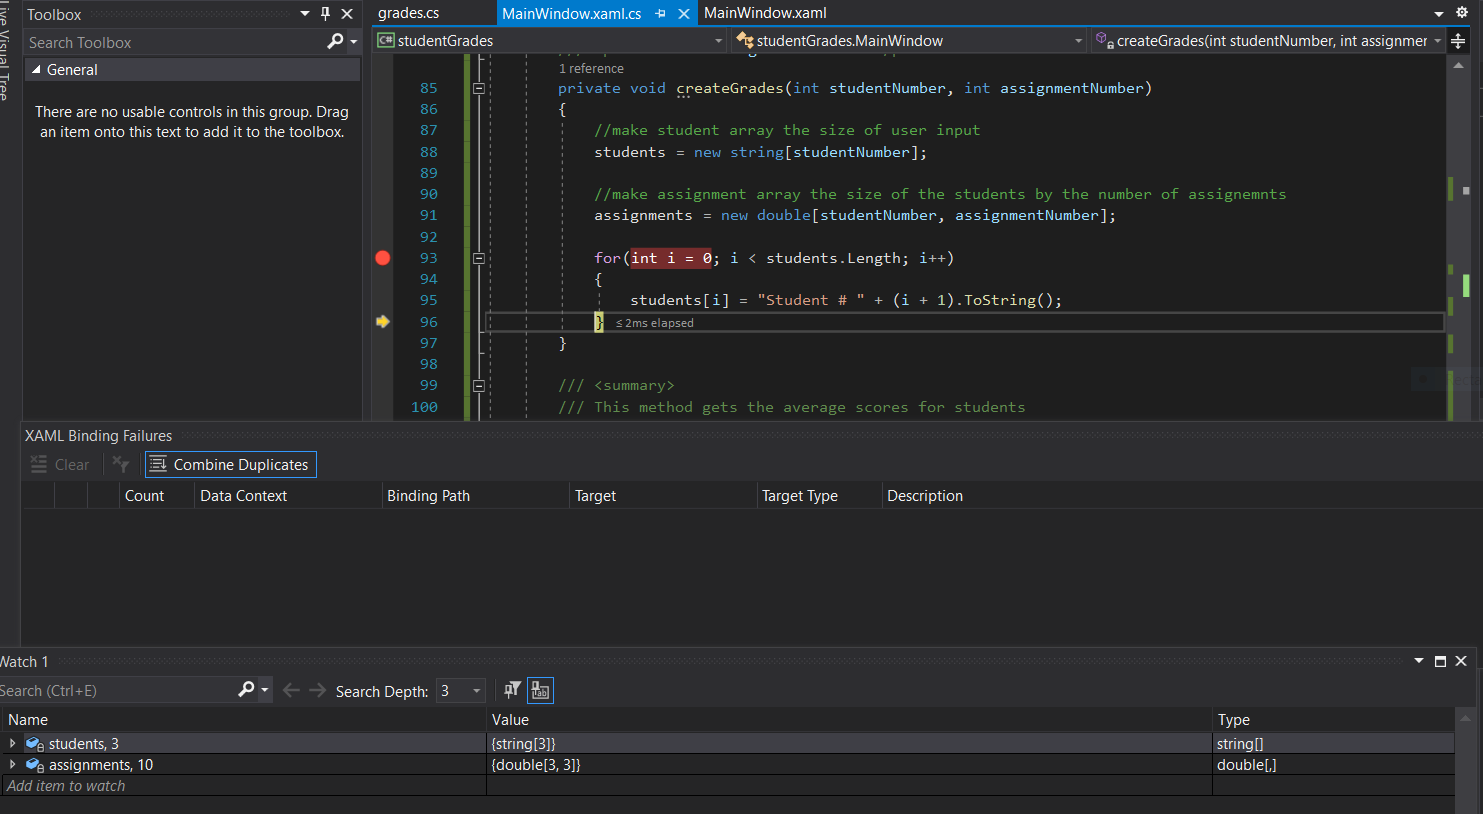 Live Visual Tree
Toolbox
Search Toolbox
General
There are no usable controls in this group. Drag
an item onto this text to add it to the toolbox.
grades.cs
MainWindow.xaml.cs
MainWindow.xaml
C# studentGrades
studentGrades.MainWindow
createGrades(int studentNumber, int assignmer
1 reference
85 private void createGrades(int studentNumber, int assignmentNumber)
86 {
87 //make student array the size of user input
88 students = new string[studentNumber];
89
90 //make assignment array the size of the students by the number of assignemnts
91 assignments = new double[studentNumber, assignmentNumber];
92
93 for(int i = 0; i < students.Length; i++)
94 {
95 students[i] = "Student # " + (i + 1).ToString();
96 } ≤ 2ms elapsed
97 }
98
99 /// <summary>
100 /// This method gets the average scores for students
XAML Binding Failures
Clear
Combine Duplicates
Count Data Context Binding Path Target Target Type Description
Watch 1
Search (Ctrl+E)
Search Depth: 3
Name Value Type
students, 3 {string[3]} string[]
assignments, 10 {double[3, 3]} double[,]
Add item to watch